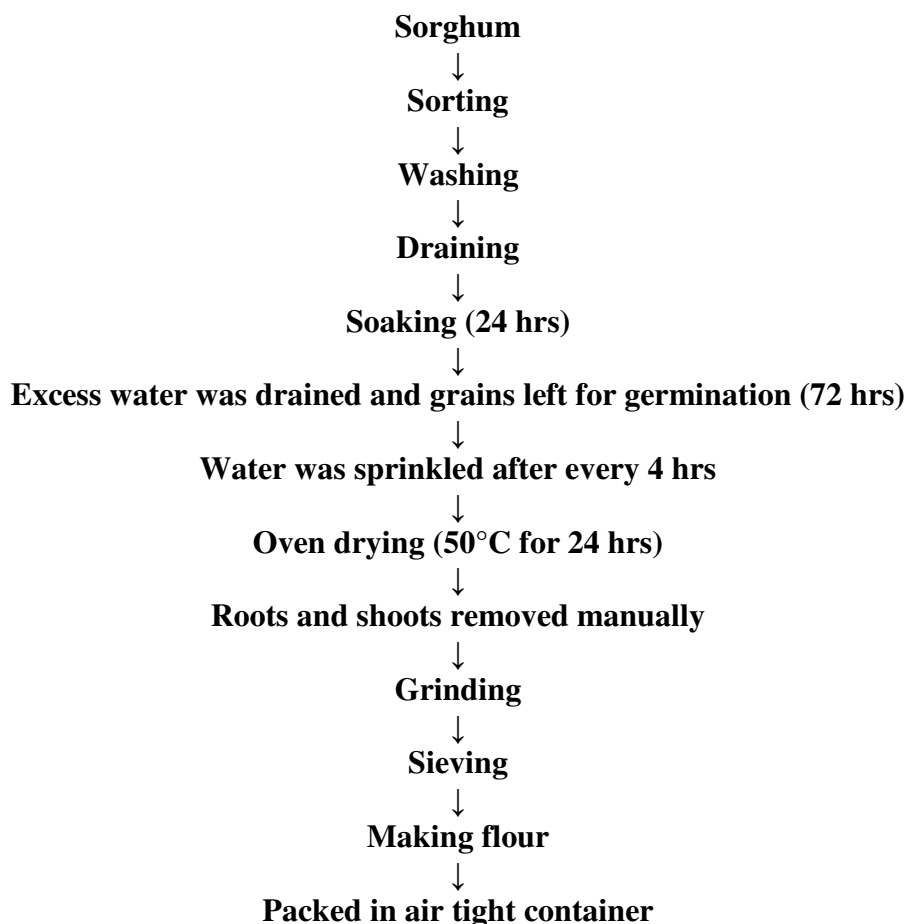 Sorghum
↓
Sorting
↓
Washing
↓
Draining
↓
Soaking (24 hrs)
↓
Excess water was drained and grains left for germination (72 hrs)
↓
Water was sprinkled after every 4 hrs
↓
Oven drying (50°C for 24 hrs)
↓
Roots and shoots removed manually
↓
Grinding
↓
Sieving
↓
Making flour
↓
Packed in air tight container